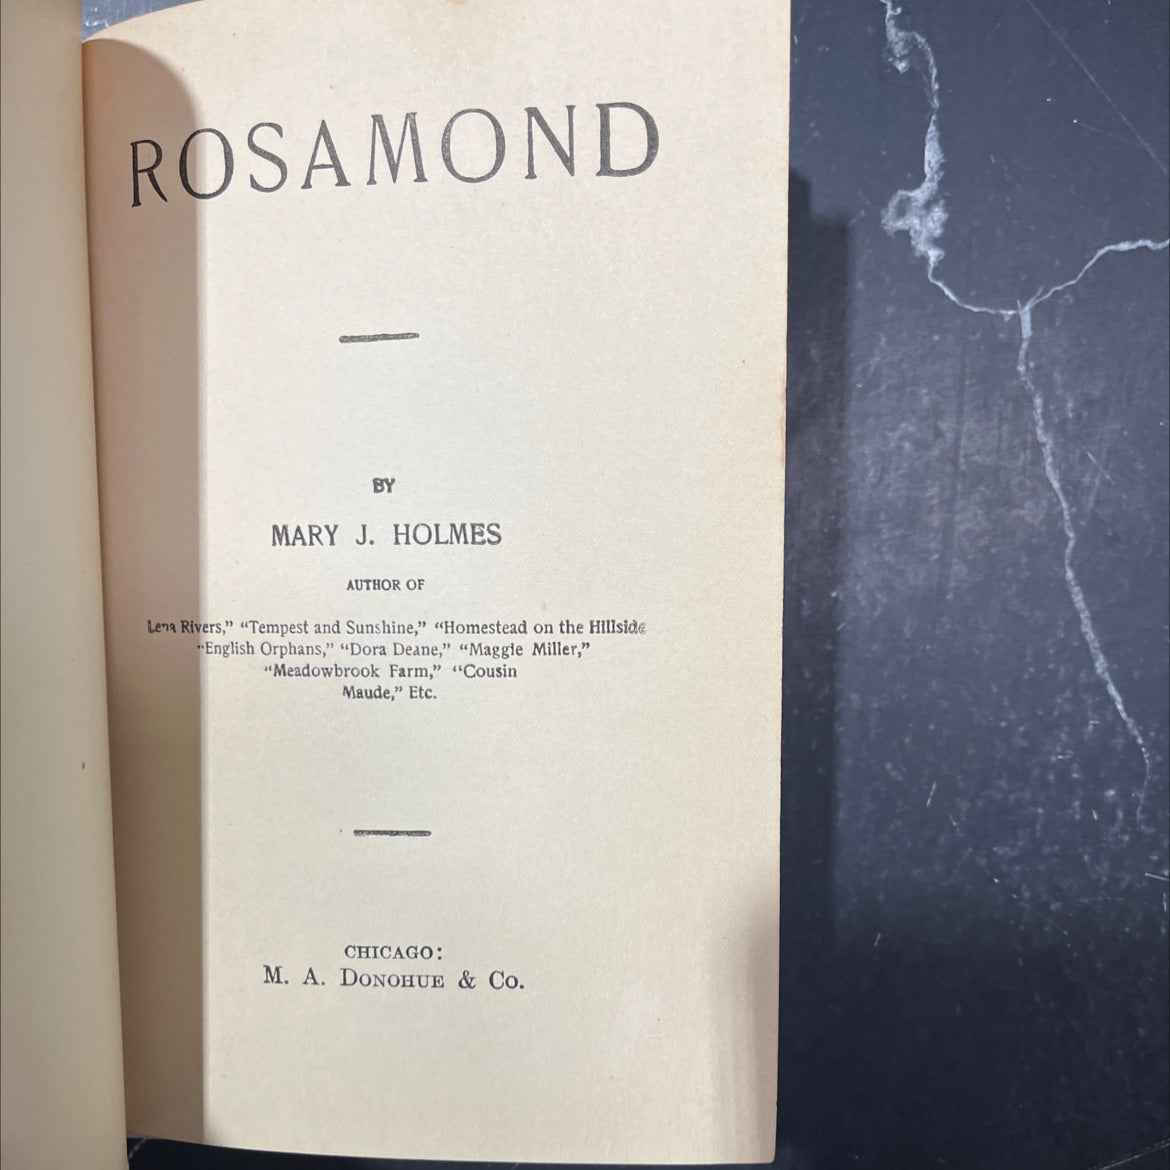 ROSAMOND
BY
MARY J. HOLMES
AUTHOR OF
Lena Rivers,” “Tempest and Sunshine,” “Homestead on the Hillside
“English Orphans,” “Dora Deane,” “Maggie Miller,”
“Meadowbrook Farm,” “Cousin
Maude,” Etc.
CHICAGO:
M. A. DONOHUE & CO.